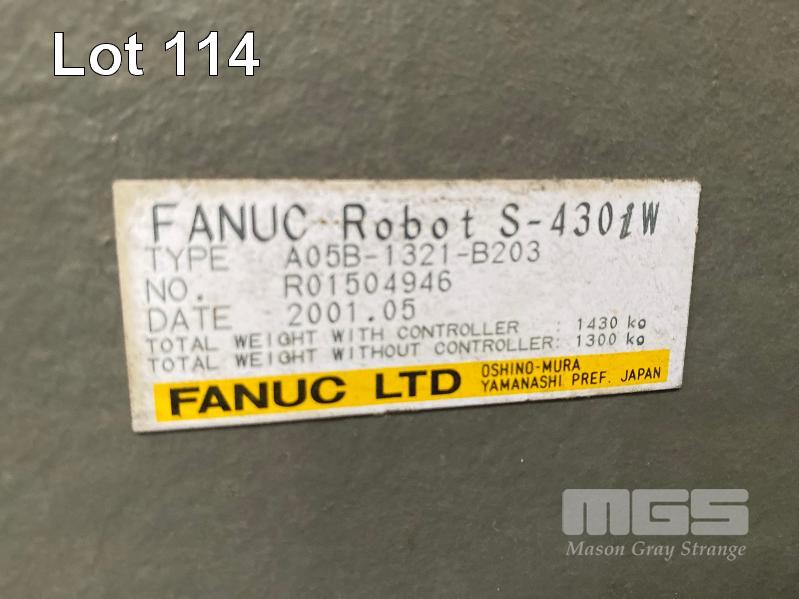 Lot 114
FANUC Robot S-430iW
TYPE A05B-1321-B203
NO. R01504946
DATE 2001.05
TOTAL WEIGHT WITH CONTROLLER : 1430 kg
TOTAL WEIGHT WITHOUT CONTROLLER: 1300 kg
FANUC LTD OSHINO-MURA
YAMANASHI PREF. JAPAN
MGS
Mason Gray Strange